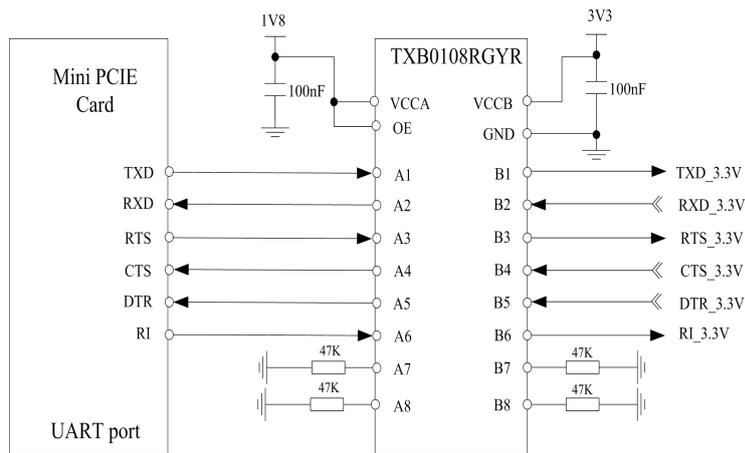 1V8
3V3
Mini PCIE
Card
TXB0108RGYR
100nF
100nF
VCCA
VCCB
OE
GND
TXD
A1
B1
TXD_3.3V
RXD
A2
B2
RXD_3.3V
RTS
A3
B3
RTS_3.3V
CTS
A4
B4
CTS_3.3V
DTR
A5
B5
DTR_3.3V
RI
A6
B6
RI_3.3V
47K
47K
A7
B7
47K
47K
A8
B8
UART port